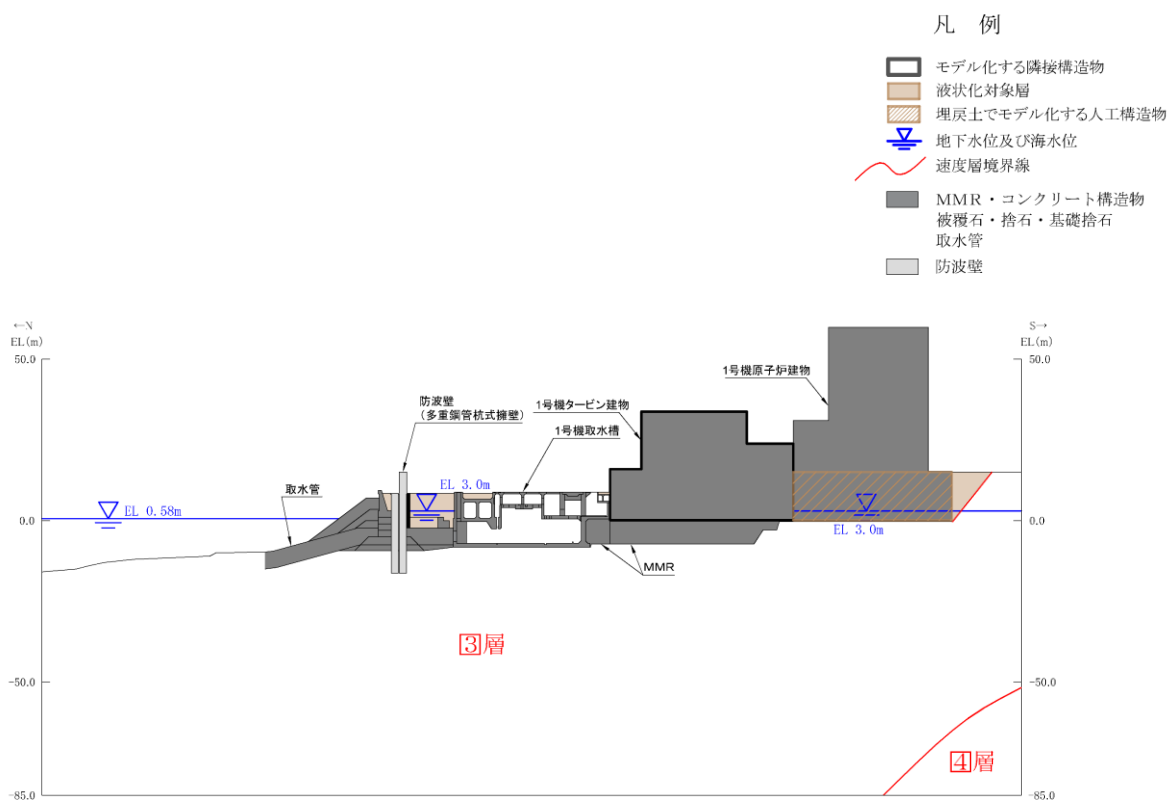 凡 例
モデル化する隣接構造物
液状化対象層
埋戻土でモデル化する人工構造物
地下水位及び海水位
速度層境界線
MMR・コンクリート構造物
被覆石・捨石・基礎捨石
取水管
防波壁
←N
EL(m)
S→
EL(m)
50.0
50.0
1号機原子炉建物
防波壁
(多重鋼管杭式擁壁)
1号機タービン建物
1号機取水槽
取水管
EL 3.0m
EL 0.58m
0.0
0.0
EL 3.0m
MMR
3層
-50.0
-50.0
4層
-85.0
-85.0